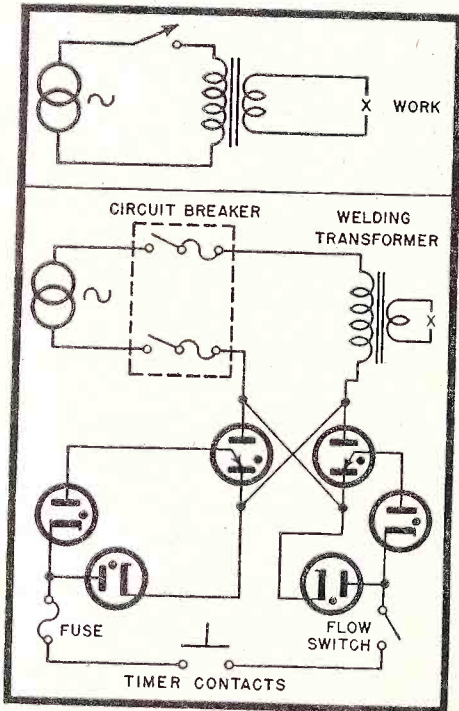 X WORK
CIRCUIT BREAKER
WELDING
TRANSFORMER
X
FUSE
FLOW
SWITCH
TIMER CONTACTS